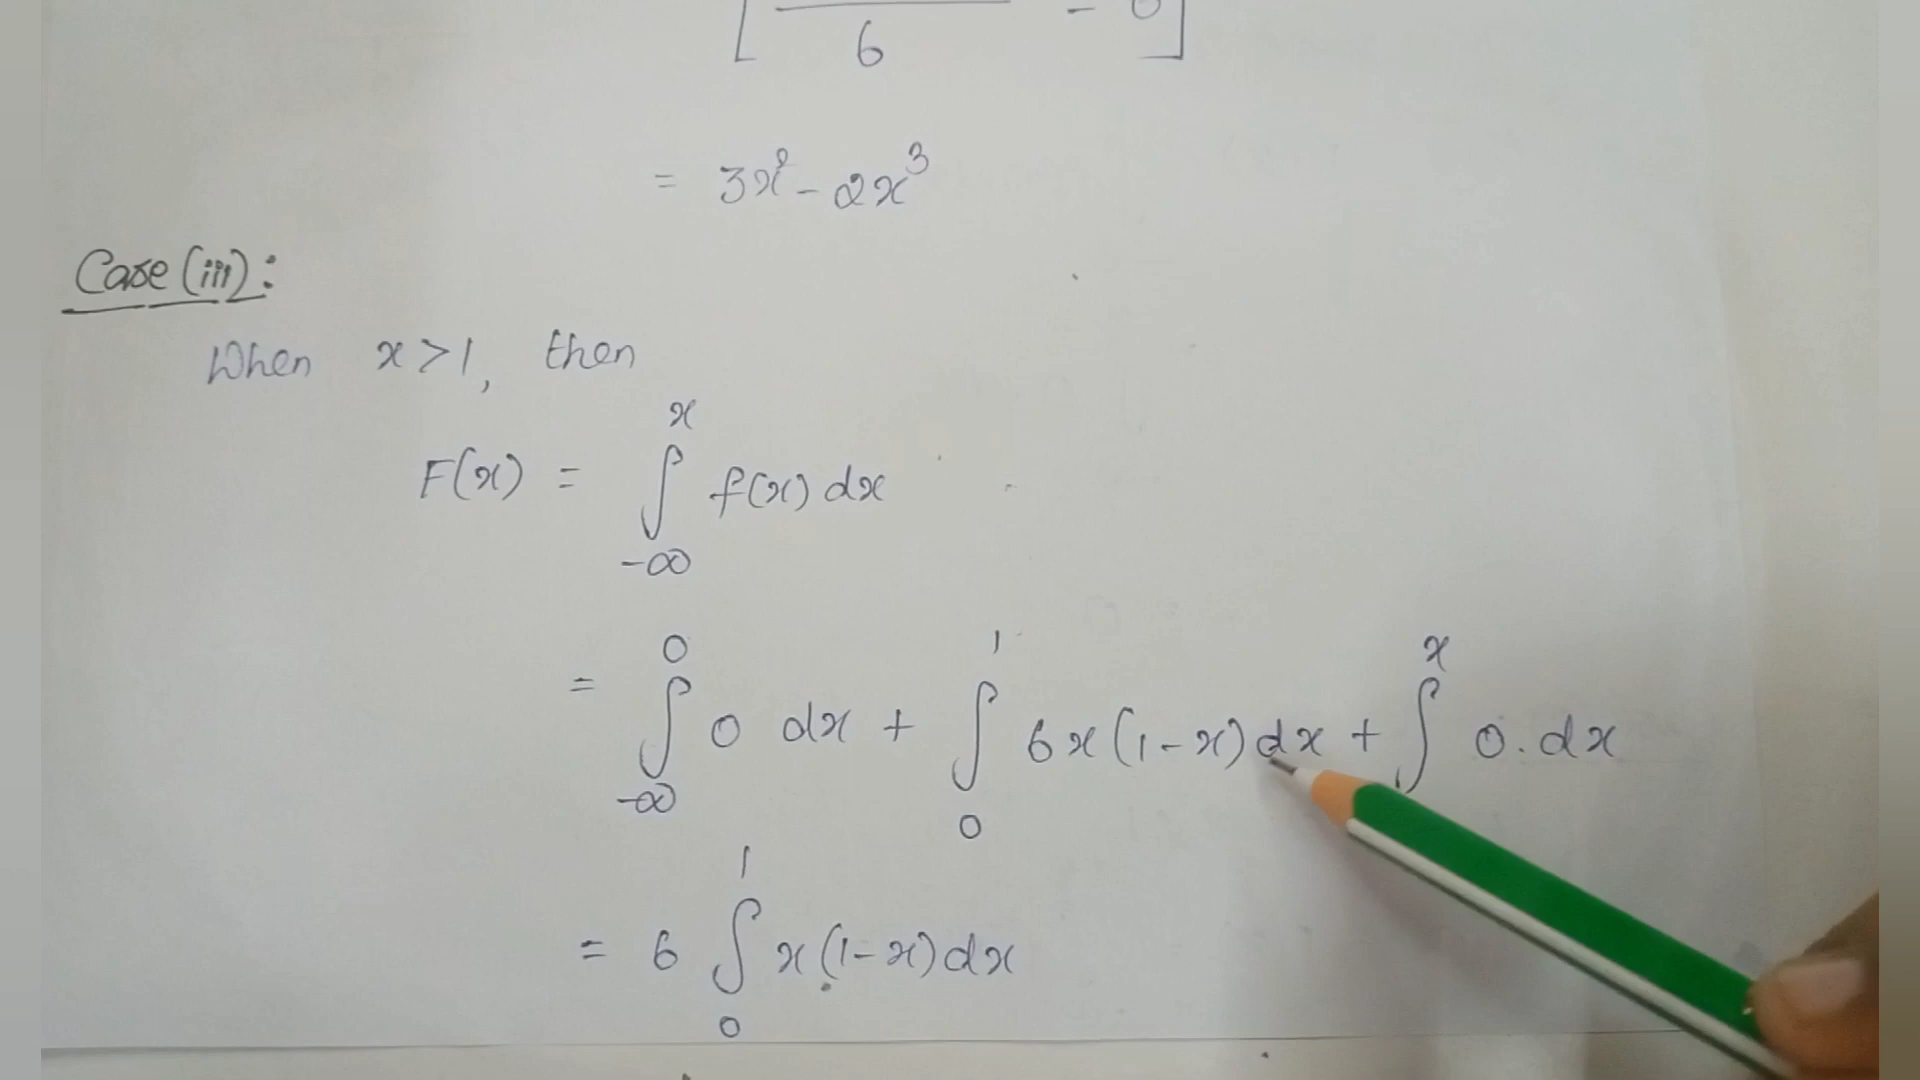 [ 6 - 0 ]
= 3x² - 2x³
Case (iii):
When x > 1, then
F(x) = ∫_{-∞}^{x} f(x) dx
= ∫_{-∞}^{0} 0 dx + ∫_{0}^{1} 6x(1-x) dx + ∫^{x} 0. dx
= 6 ∫_{0}^{1} x(1-x) dx